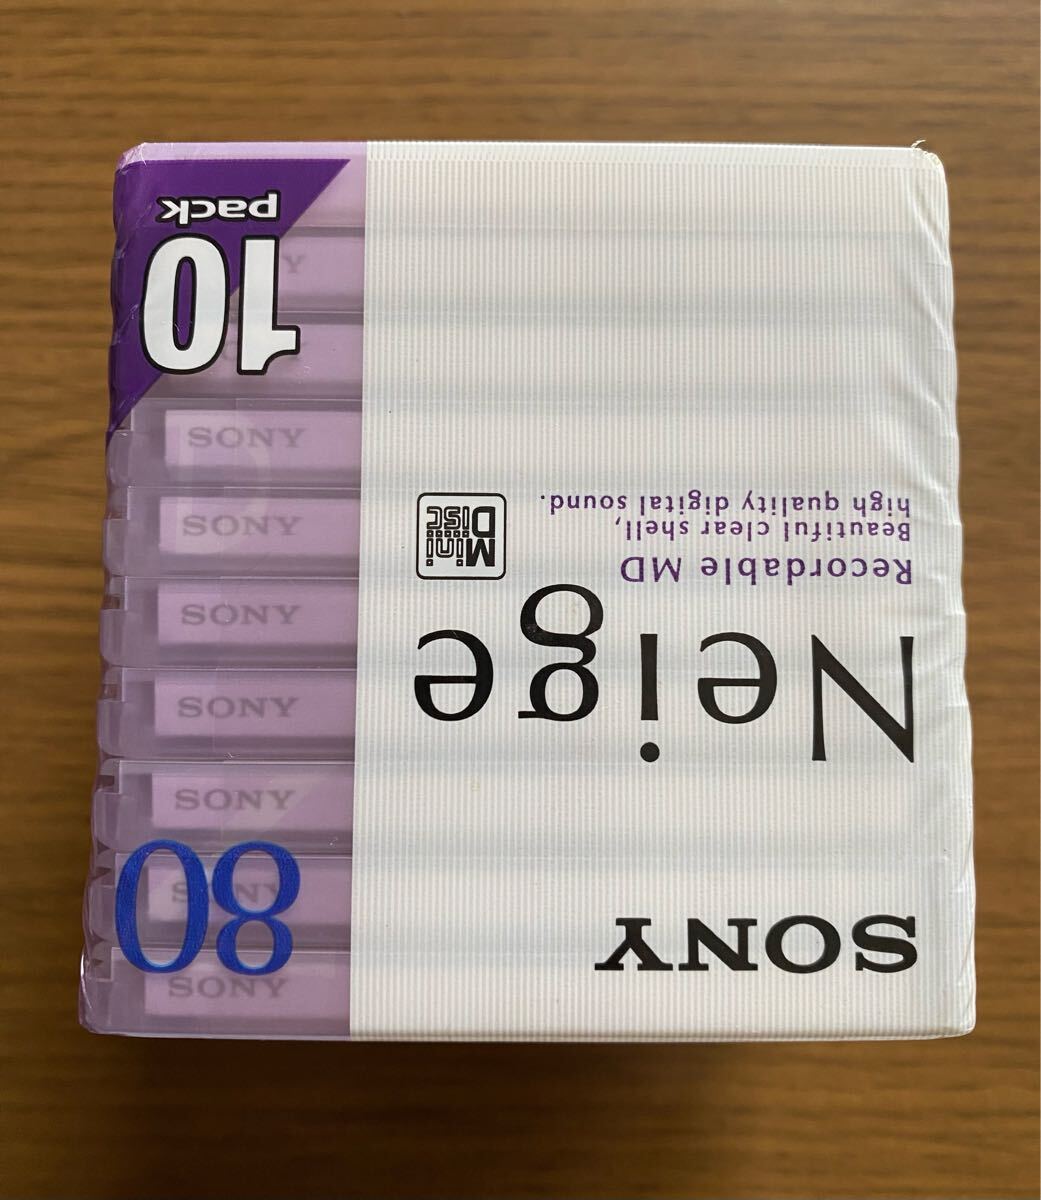 SONY
Neige
Recordable MD
Beautiful clear shell,
high quality digital sound.
Mini
DISC
80
10
pack
SONY
SONY
SONY
SONY
SONY
SONY
SONY